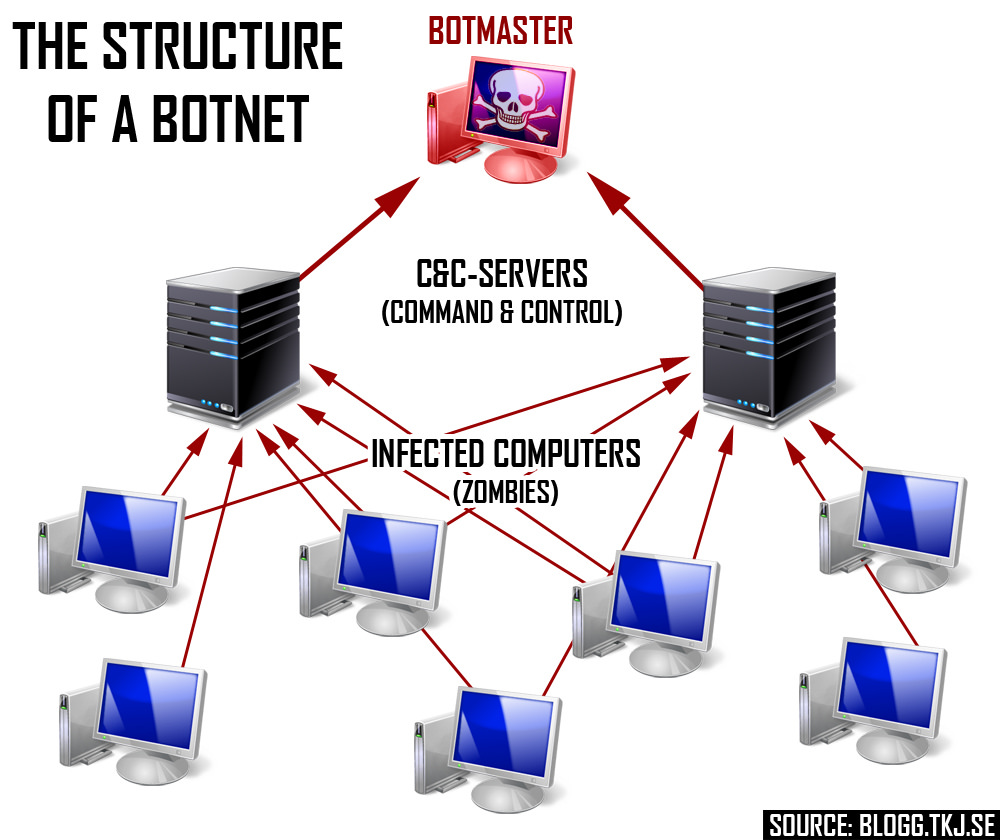 THE STRUCTURE
OF A BOTNET
BOTMASTER
C&C-SERVERS
(COMMAND & CONTROL)
INFECTED COMPUTERS
(ZOMBIES)
SOURCE: BLOGG.TKJ.SE